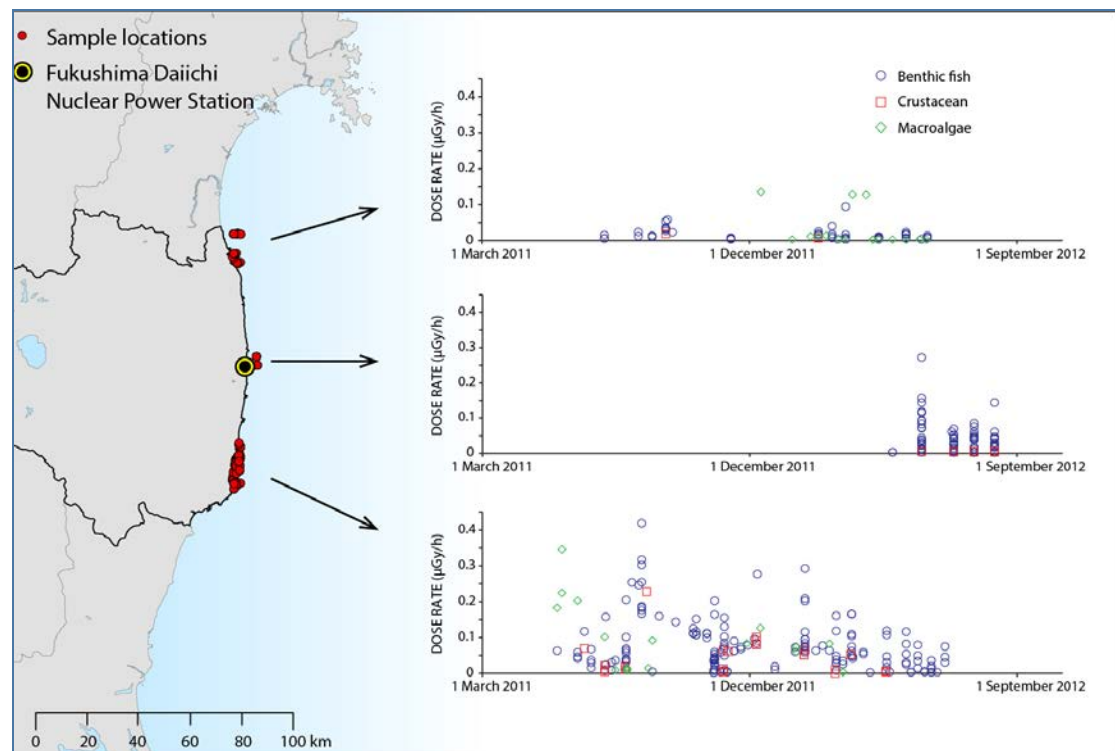 Sample locations
Fukushima Daiichi
Nuclear Power Station
0 20 40 60 80 100 km
Benthic fish
Crustacean
Macroalgae
DOSE RATE (µGy/h)
0.4
0.3
0.2
0.1
0
1 March 2011 1 December 2011 1 September 2012
DOSE RATE (µGy/h)
0.4
0.3
0.2
0.1
0
1 March 2011 1 December 2011 1 September 2012
DOSE RATE (µGy/h)
0.4
0.3
0.2
0.1
0
1 March 2011 1 December 2011 1 September 2012